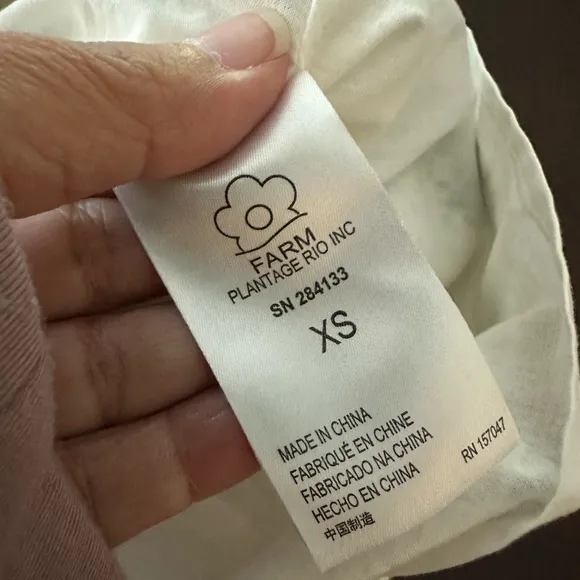 FARM
PLANTAGE RIO INC
SN 284133
XS
MADE IN CHINA
FABRIQUÉ EN CHINE
FABRICADO NA CHINA
HECHO EN CHINA
中国制造
RN 157047